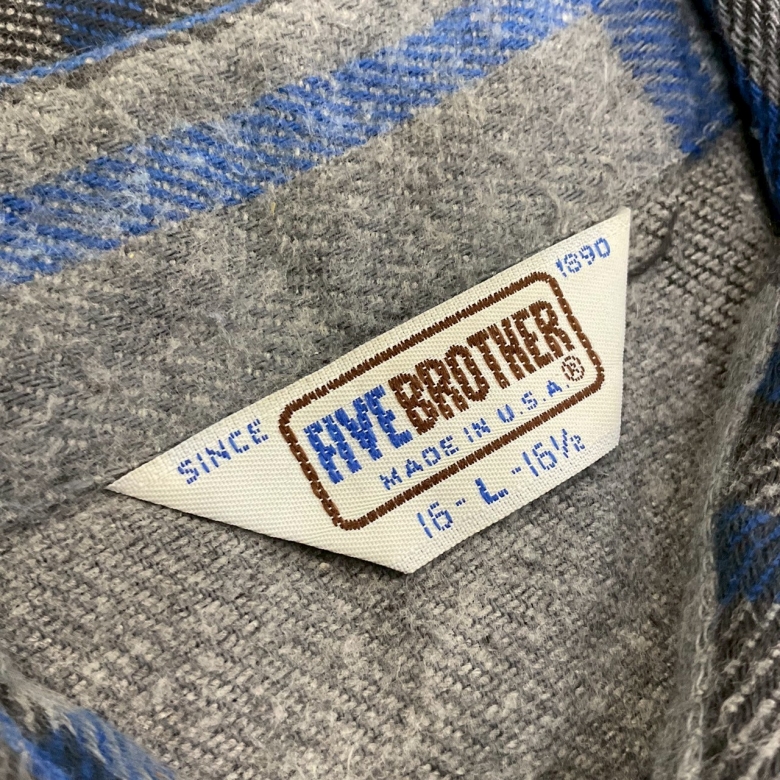 SINCE 1890
FIVE BROTHER
MADE IN U.S.A.®
16-L-16½